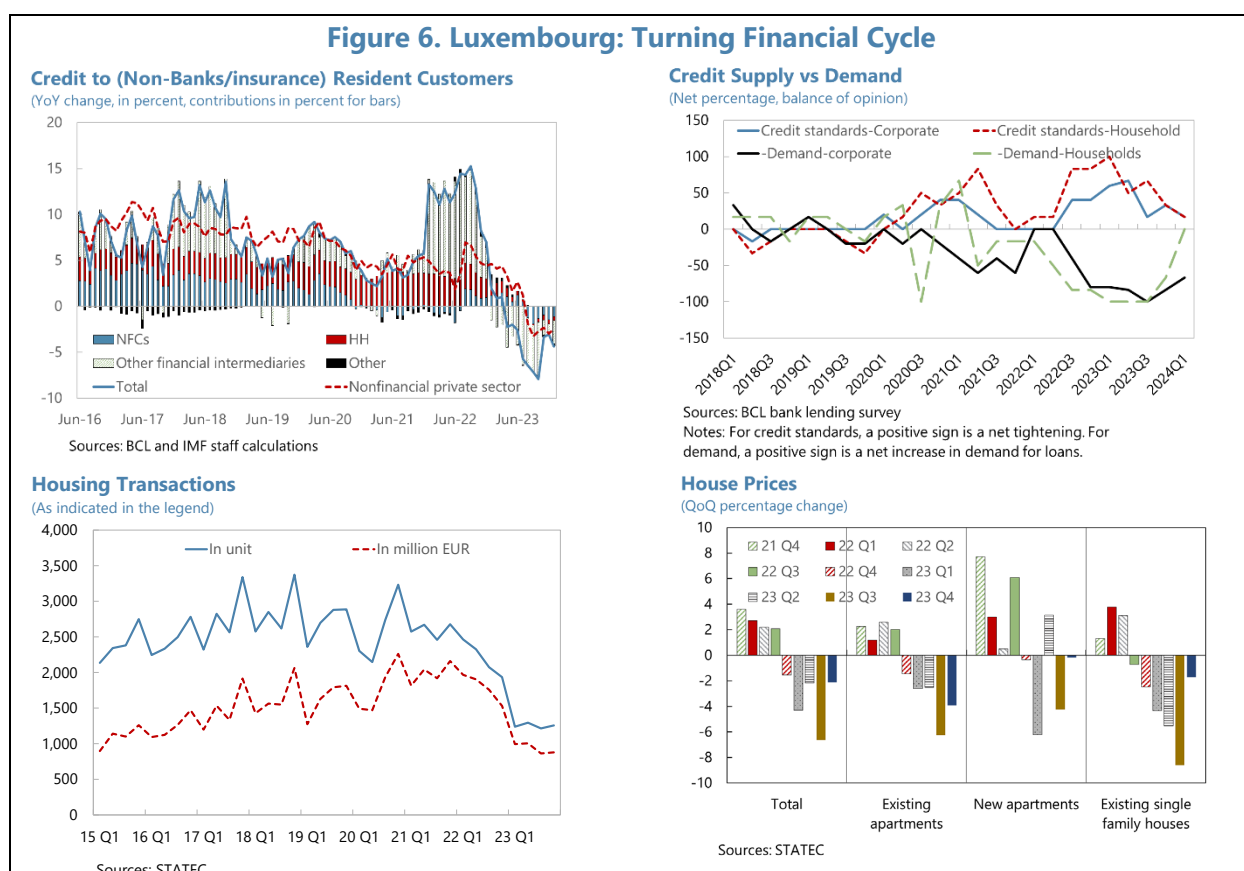 Figure 6. Luxembourg: Turning Financial Cycle
Credit to (Non-Banks/insurance) Resident Customers
(YoY change, in percent, contributions in percent for bars)
20
15
10
5
0
-5
-10
NFCs
HH
Other financial intermediaries
Other
Total
Nonfinancial private sector
Jun-16 Jun-17 Jun-18 Jun-19 Jun-20 Jun-21 Jun-22 Jun-23
Sources: BCL and IMF staff calculations
Credit Supply vs Demand
(Net percentage, balance of opinion)
150
100
50
0
-50
-100
-150
Credit standards-Corporate
Credit standards-Household
-Demand-corporate
-Demand-Households
2018Q1 2018Q3 2019Q1 2019Q3 2020Q1 2020Q3 2021Q1 2021Q3 2022Q1 2022Q3 2023Q1 2023Q3 2024Q1
Sources: BCL bank lending survey
Notes: For credit standards, a positive sign is a net tightening. For
demand, a positive sign is a net increase in demand for loans.
Housing Transactions
(As indicated in the legend)
4,000
3,500
3,000
2,500
2,000
1,500
1,000
500
0
In unit
In million EUR
15 Q1 16 Q1 17 Q1 18 Q1 19 Q1 20 Q1 21 Q1 22 Q1 23 Q1
Sources: STATEC
House Prices
(QoQ percentage change)
10
8
6
4
2
0
-2
-4
-6
-8
-10
21 Q4 22 Q1 22 Q2
22 Q3 22 Q4 23 Q1
23 Q2 23 Q3 23 Q4
Total
Existing
apartments
New apartments
Existing single
family houses
Sources: STATEC